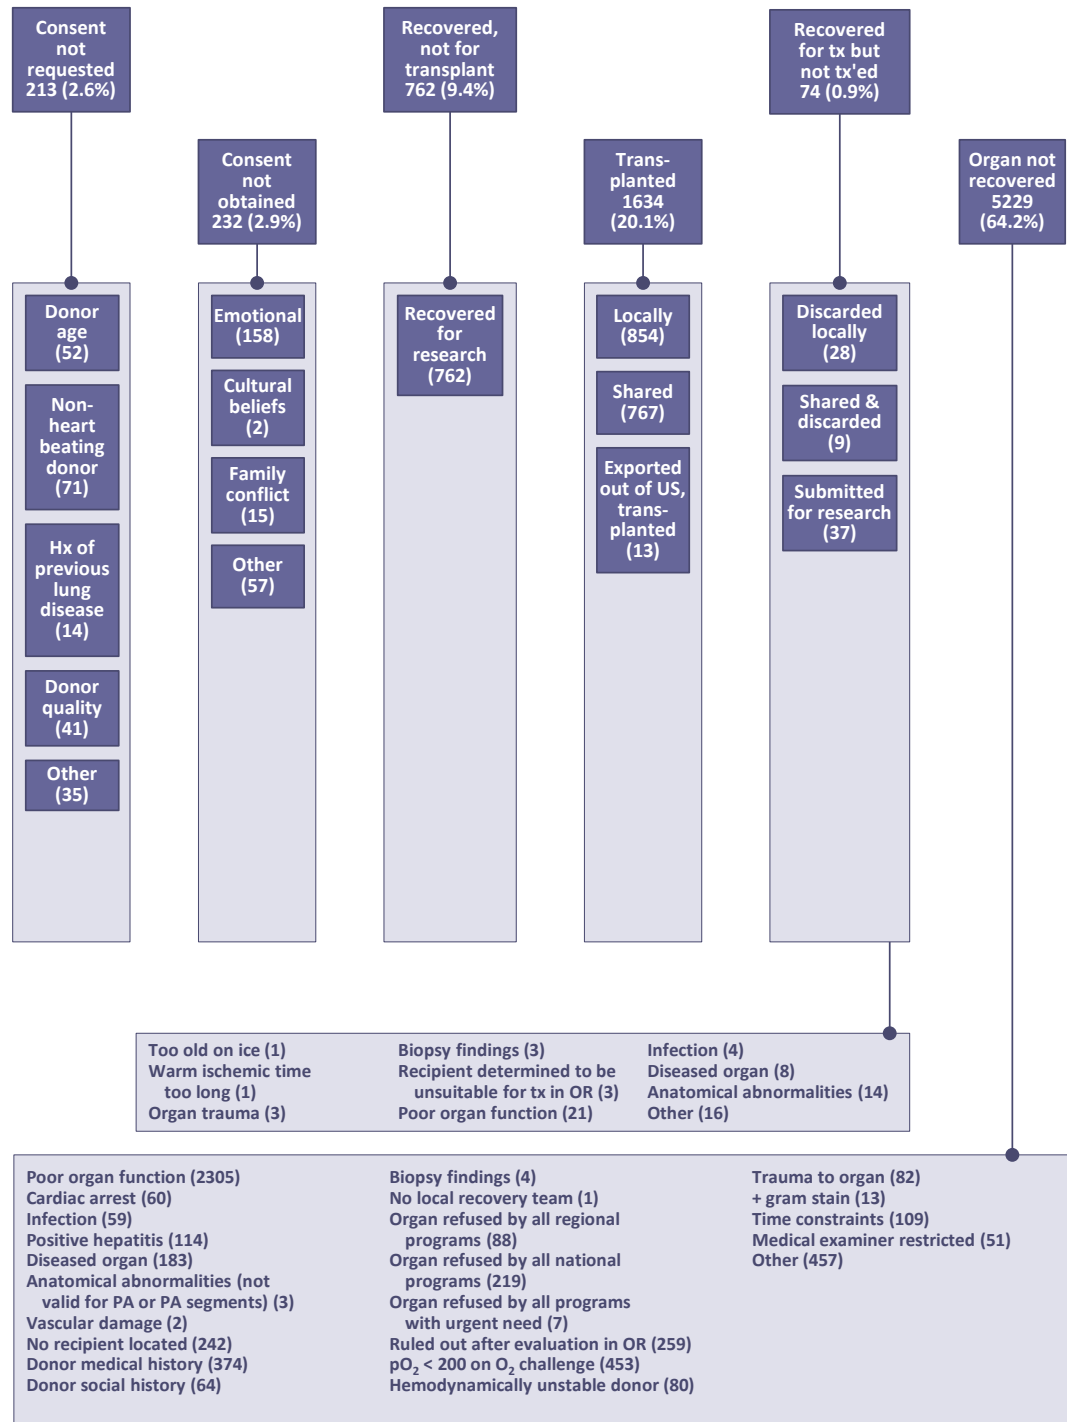 Consent
not
requested
213 (2.6%)
Recovered,
not for
transplant
762 (9.4%)
Recovered
for tx but
not tx'ed
74 (0.9%)
Consent
not
obtained
232 (2.9%)
Trans-
planted
1634
(20.1%)
Organ not
recovered
5229
(64.2%)
Donor
age
(52)
Non-
heart
beating
donor
(71)
Hx of
previous
lung
disease
(14)
Donor
quality
(41)
Other
(35)
Emotional
(158)
Cultural
beliefs
(2)
Family
conflict
(15)
Other
(57)
Recovered
for
research
(762)
Locally
(854)
Shared
(767)
Exported
out of US,
trans-
planted
(13)
Discarded
locally
(28)
Shared &
discarded
(9)
Submitted
for research
(37)
Too old on ice (1)
Warm ischemic time
too long (1)
Organ trauma (3)
Biopsy findings (3)
Recipient determined to be
unsuitable for tx in OR (3)
Poor organ function (21)
Infection (4)
Diseased organ (8)
Anatomical abnormalities (14)
Other (16)
Poor organ function (2305)
Cardiac arrest (60)
Infection (59)
Positive hepatitis (114)
Diseased organ (183)
Anatomical abnormalities (not
valid for PA or PA segments) (3)
Vascular damage (2)
No recipient located (242)
Donor medical history (374)
Donor social history (64)
Biopsy findings (4)
No local recovery team (1)
Organ refused by all regional
programs (88)
Organ refused by all national
programs (219)
Organ refused by all programs
with urgent need (7)
Ruled out after evaluation in OR (259)
pO₂ < 200 on O₂ challenge (453)
Hemodynamically unstable donor (80)
Trauma to organ (82)
+ gram stain (13)
Time constraints (109)
Medical examiner restricted (51)
Other (457)